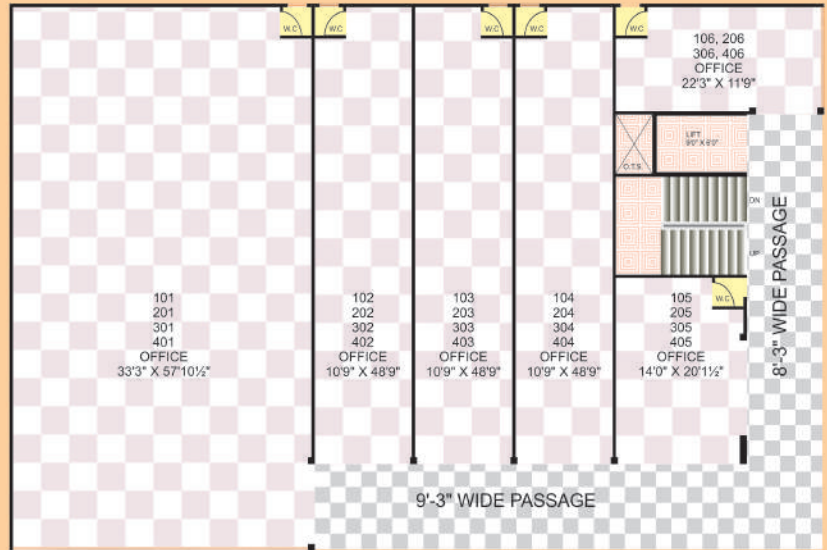 W.C
W.C
W.C
W.C
W.C
106, 206
306, 406
OFFICE
22'3" X 11'9"
LIFT
O.T.S.
DN
UP
8'-3" WIDE PASSAGE
W.C
101
201
301
401
OFFICE
33'3" X 57'10½"
102
202
302
402
OFFICE
10'9" X 48'9"
103
203
303
403
OFFICE
10'9" X 48'9"
104
204
304
404
OFFICE
10'9" X 48'9"
105
205
305
405
OFFICE
14'0" X 20'1½"
9'-3" WIDE PASSAGE